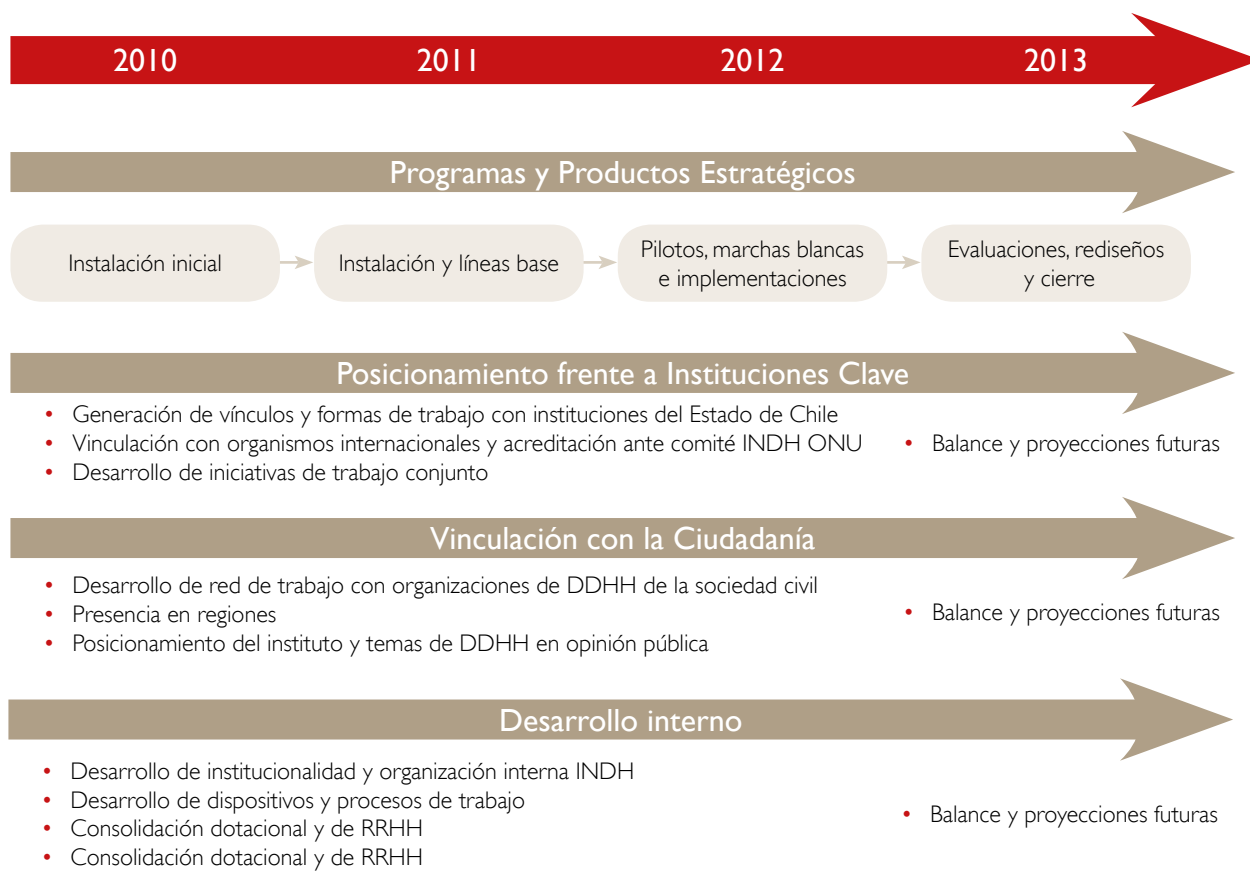 2010 2011 2012 2013
Programas y Productos Estratégicos
Instalación inicial
Instalación y líneas base
Pilotos, marchas blancas
e implementaciones
Evaluaciones, rediseños
y cierre
Posicionamiento frente a Instituciones Clave
• Generación de vínculos y formas de trabajo con instituciones del Estado de Chile
• Vinculación con organismos internacionales y acreditación ante comité INDH ONU
• Desarrollo de iniciativas de trabajo conjunto
• Balance y proyecciones futuras
Vinculación con la Ciudadanía
• Desarrollo de red de trabajo con organizaciones de DDHH de la sociedad civil
• Presencia en regiones
• Posicionamiento del instituto y temas de DDHH en opinión pública
• Balance y proyecciones futuras
Desarrollo interno
• Desarrollo de institucionalidad y organización interna INDH
• Desarrollo de dispositivos y procesos de trabajo
• Consolidación dotacional y de RRHH
• Consolidación dotacional y de RRHH
• Balance y proyecciones futuras